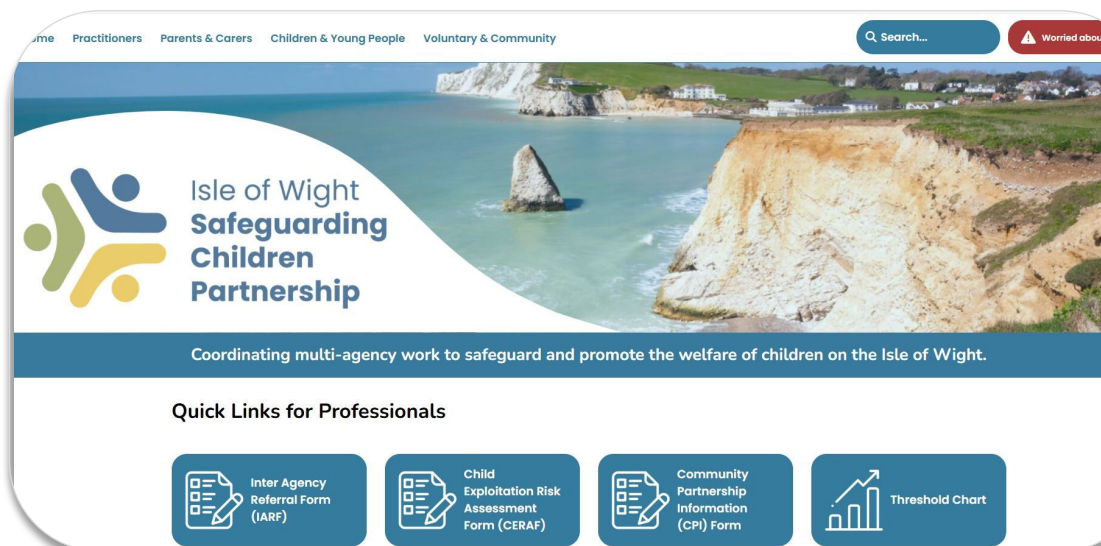 Practitioners Parents & Carers Children & Young People Voluntary & Community Search... Worried
Isle of Wight
Safeguarding
Children
Partnership
Coordinating multi-agency work to safeguard and promote the welfare of children on the Isle of Wight.
Quick Links for Professionals
Inter Agency
Referral Form
(IARF)
Child
Exploitation Risk
Assessment
Form (CERAF)
Community
Partnership
Information
(CPI) Form
Threshold Chart